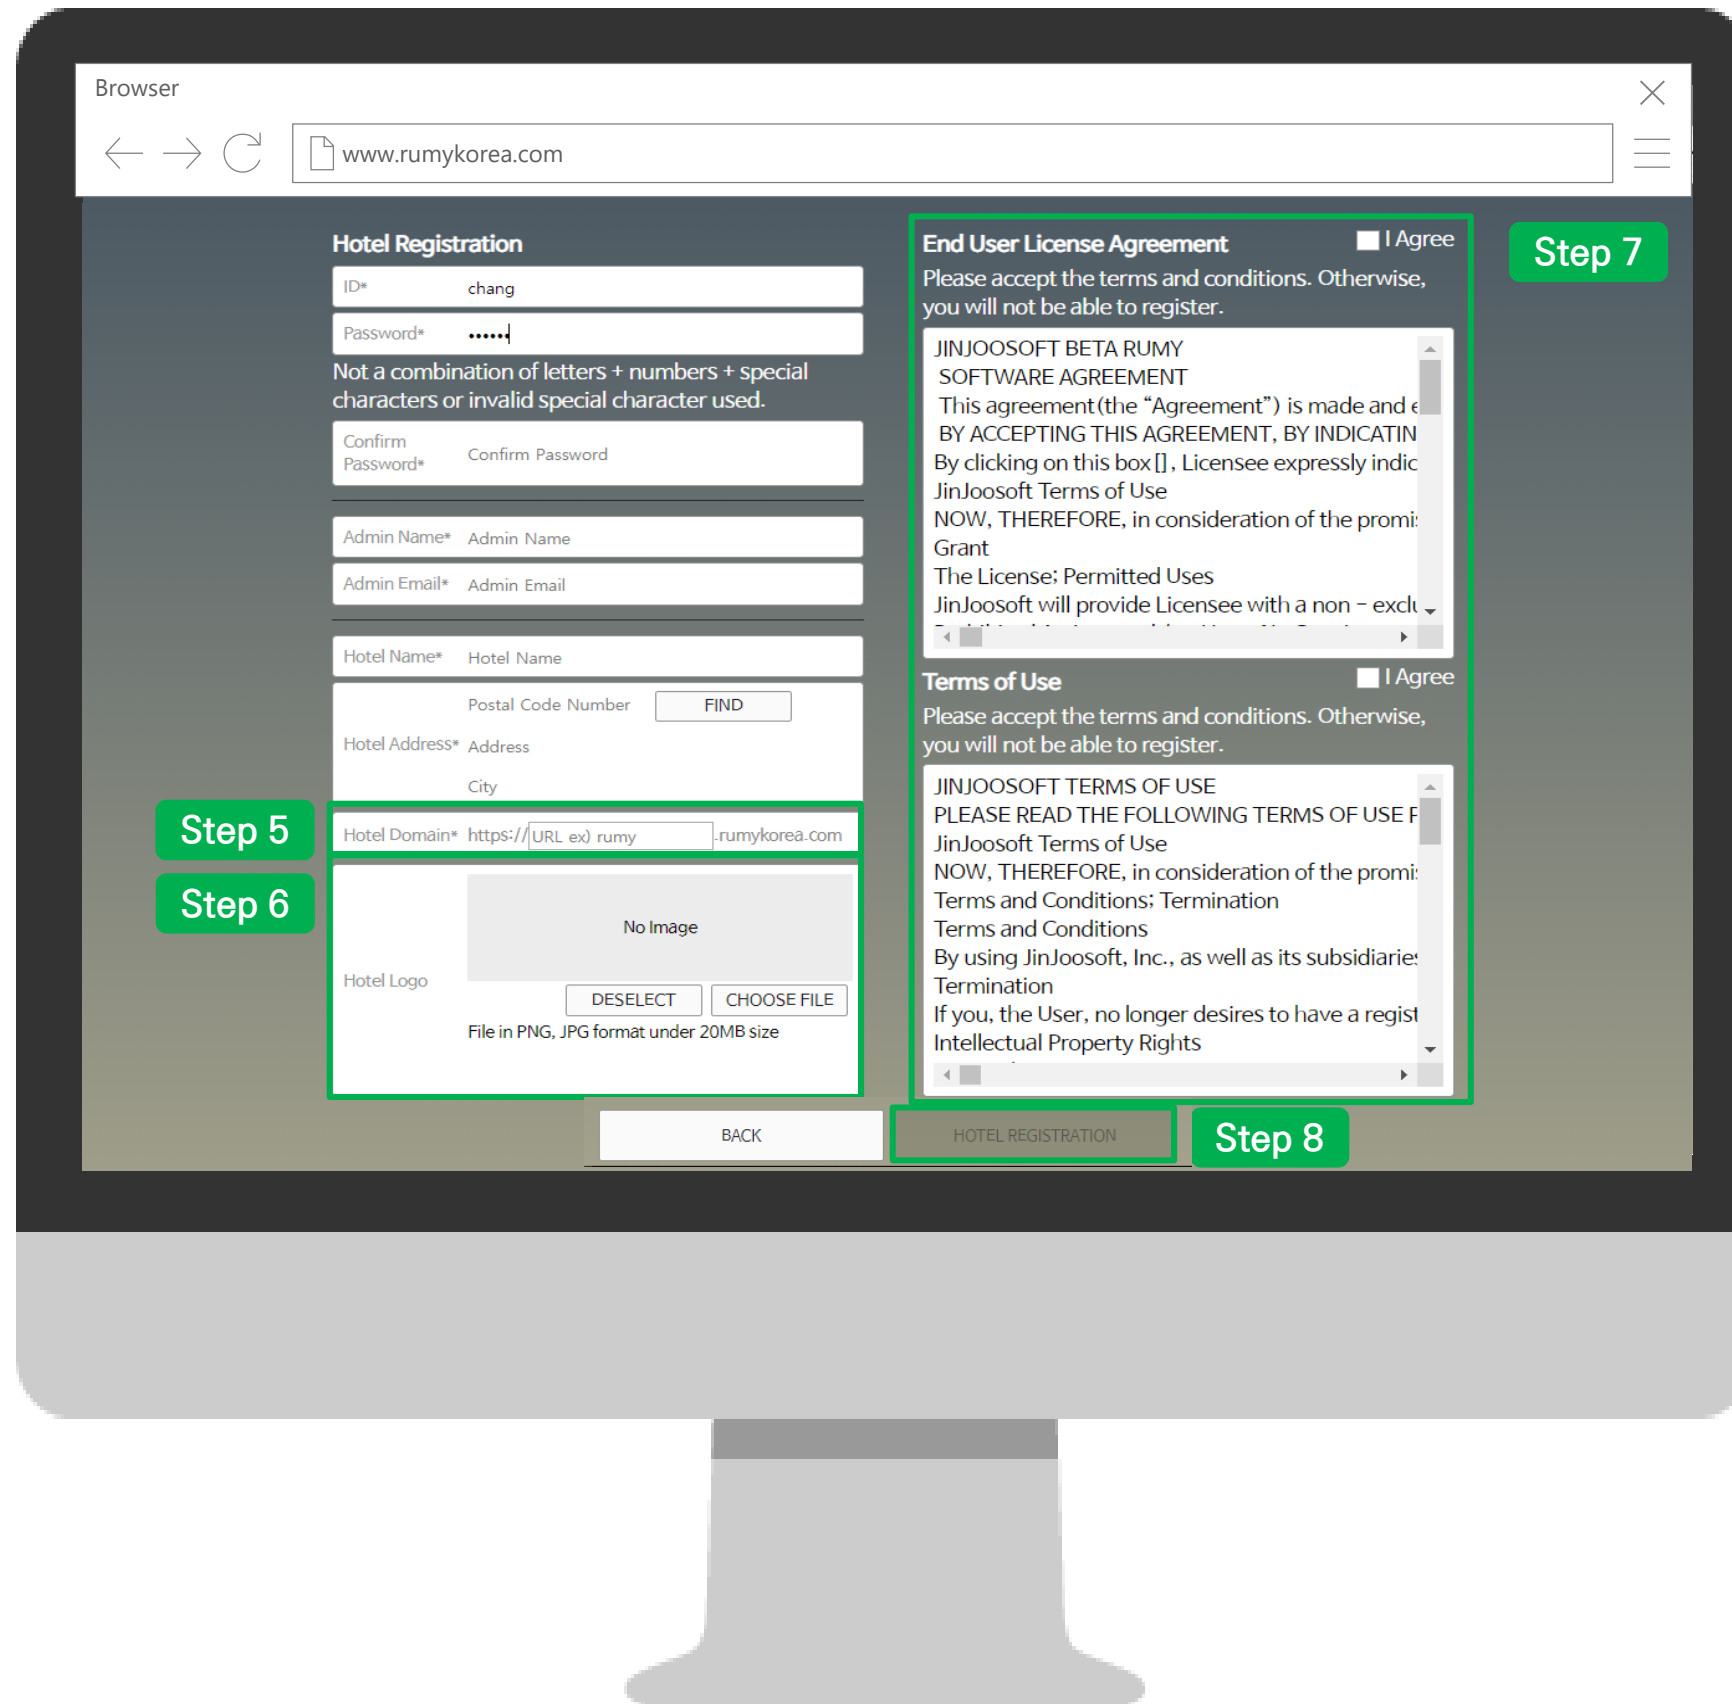 Browser
www.rumykorea.com
Hotel Registration
ID* chang
Password* ••••••
Not a combination of letters + numbers + special
characters or invalid special character used.
Confirm
Password* Confirm Password
Admin Name* Admin Name
Admin Email* Admin Email
Hotel Name* Hotel Name
Postal Code Number FIND
Hotel Address* Address
City
Step 5
Hotel Domain* https:// URL ex) rumy .rumykorea.com
Step 6
No Image
Hotel Logo
DESELECT CHOOSE FILE
File in PNG, JPG format under 20MB size
End User License Agreement I Agree
Step 7
Please accept the terms and conditions. Otherwise,
you will not be able to register.
JINJOOSOFT BETA RUMY
SOFTWARE AGREEMENT
This agreement(the “Agreement”) is made and
BY ACCEPTING THIS AGREEMENT, BY INDICATIN
By clicking on this box[], Licensee expressly indic
JinJoosoft Terms of Use
NOW, THEREFORE, in consideration of the promi
Grant
The License; Permitted Uses
JinJoosoft will provide Licensee with a non - excl
Terms of Use I Agree
Please accept the terms and conditions. Otherwise,
you will not be able to register.
JINJOOSOFT TERMS OF USE
PLEASE READ THE FOLLOWING TERMS OF USE
JinJoosoft Terms of Use
NOW, THEREFORE, in consideration of the promi
Terms and Conditions; Termination
Terms and Conditions
By using JinJoosoft, Inc., as well as its subsidiaries
Termination
If you, the User, no longer desires to have a regist
Intellectual Property Rights
BACK HOTEL REGISTRATION
Step 8